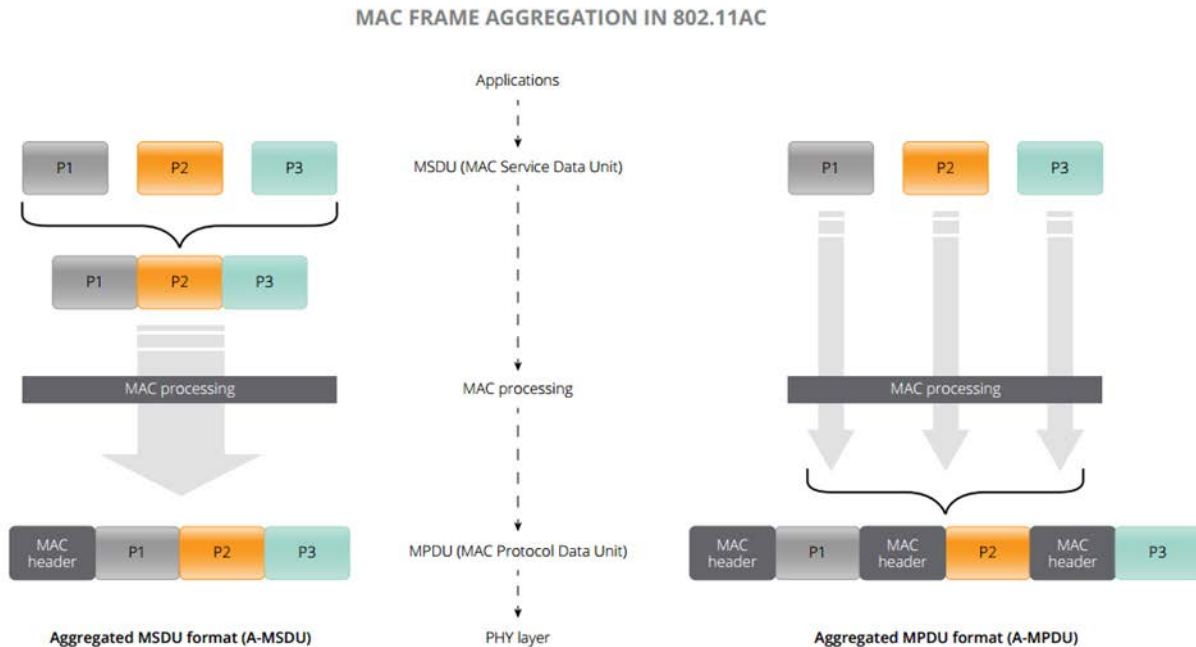 MAC FRAME AGGREGATION IN 802.11AC
Applications
P1 P2 P3
MSDU (MAC Service Data Unit)
P1 P2 P3
P1 P2 P3
MAC processing
MAC processing
MAC processing
MAC
header
P1 P2 P3
MPDU (MAC Protocol Data Unit)
MAC
header
P1
MAC
header
P2
MAC
header
P3
Aggregated MSDU format (A-MSDU)
PHY layer
Aggregated MPDU format (A-MPDU)